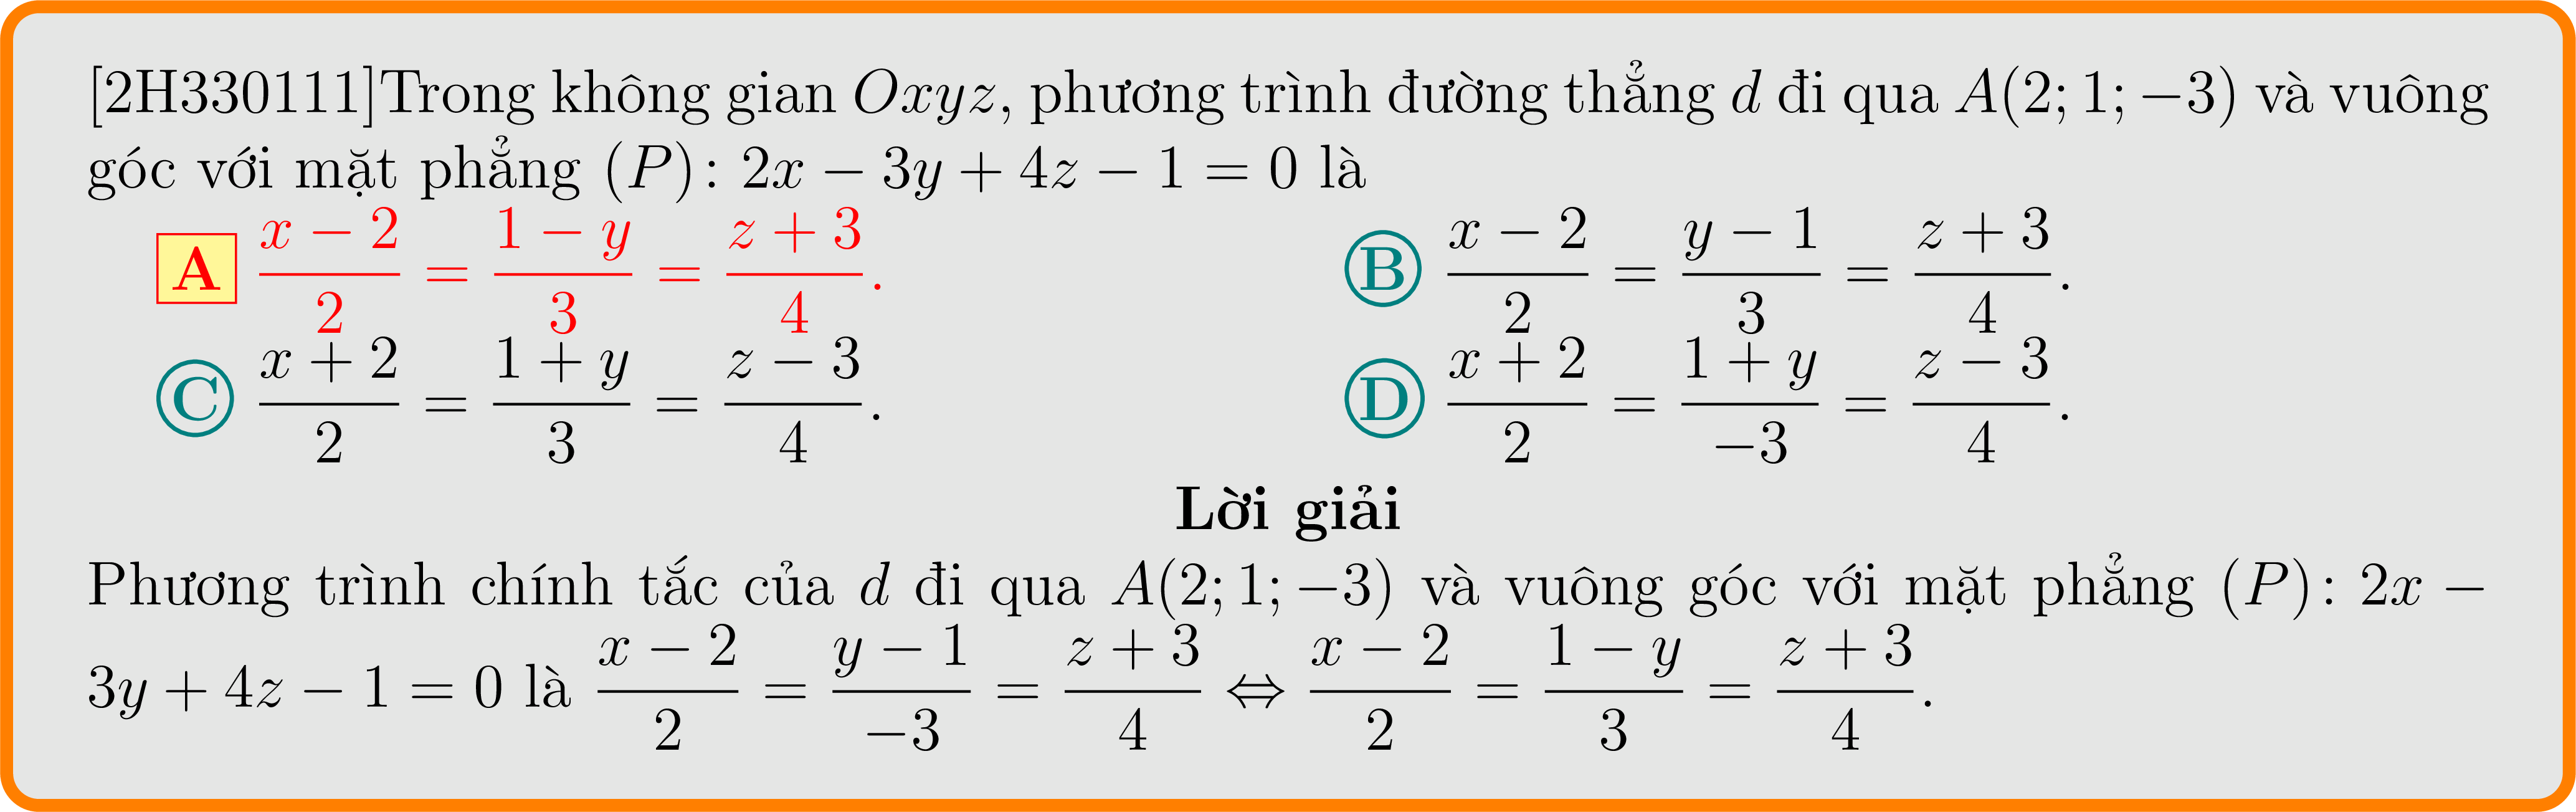 [2H330111]Trong không gian Oxyz, phương trình đường thẳng d đi qua A(2; 1; −3) và vuông
góc với mặt phẳng (P): 2x − 3y + 4z − 1 = 0 là
A \frac{x − 2}{2} = \frac{1 − y}{3} = \frac{z + 3}{4}. B \frac{x − 2}{2} = \frac{y − 1}{3} = \frac{z + 3}{4}.
C \frac{x + 2}{2} = \frac{1 + y}{3} = \frac{z − 3}{4}. D \frac{x + 2}{2} = \frac{1 + y}{−3} = \frac{z − 3}{4}.
Lời giải
Phương trình chính tắc của d đi qua A(2; 1; −3) và vuông góc với mặt phẳng (P): 2x −
3y + 4z − 1 = 0 là \frac{x − 2}{2} = \frac{y − 1}{−3} = \frac{z + 3}{4} ⇔ \frac{x − 2}{2} = \frac{1 − y}{3} = \frac{z + 3}{4}.